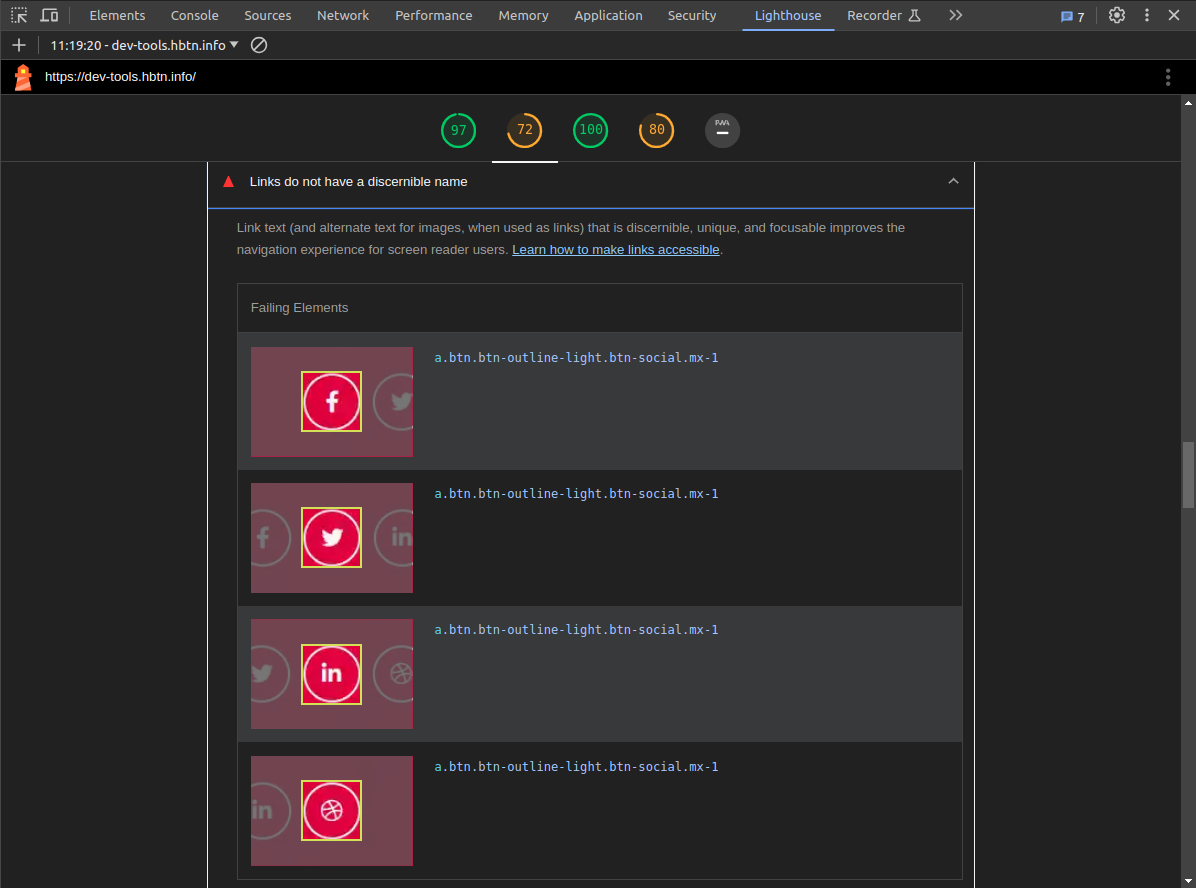 Elements Console Sources Network Performance Memory Application Security Lighthouse Recorder 7
11:19:20 - dev-tools.hbtn.info
https://dev-tools.hbtn.info/
97 72 100 80 PWA
Links do not have a discernible name
Link text (and alternate text for images, when used as links) that is discernible, unique, and focusable improves the
navigation experience for screen reader users. Learn how to make links accessible.
Failing Elements
a.btn.btn-outline-light.btn-social.mx-1
f
a.btn.btn-outline-light.btn-social.mx-1
f in
a.btn.btn-outline-light.btn-social.mx-1
in
a.btn.btn-outline-light.btn-social.mx-1
in